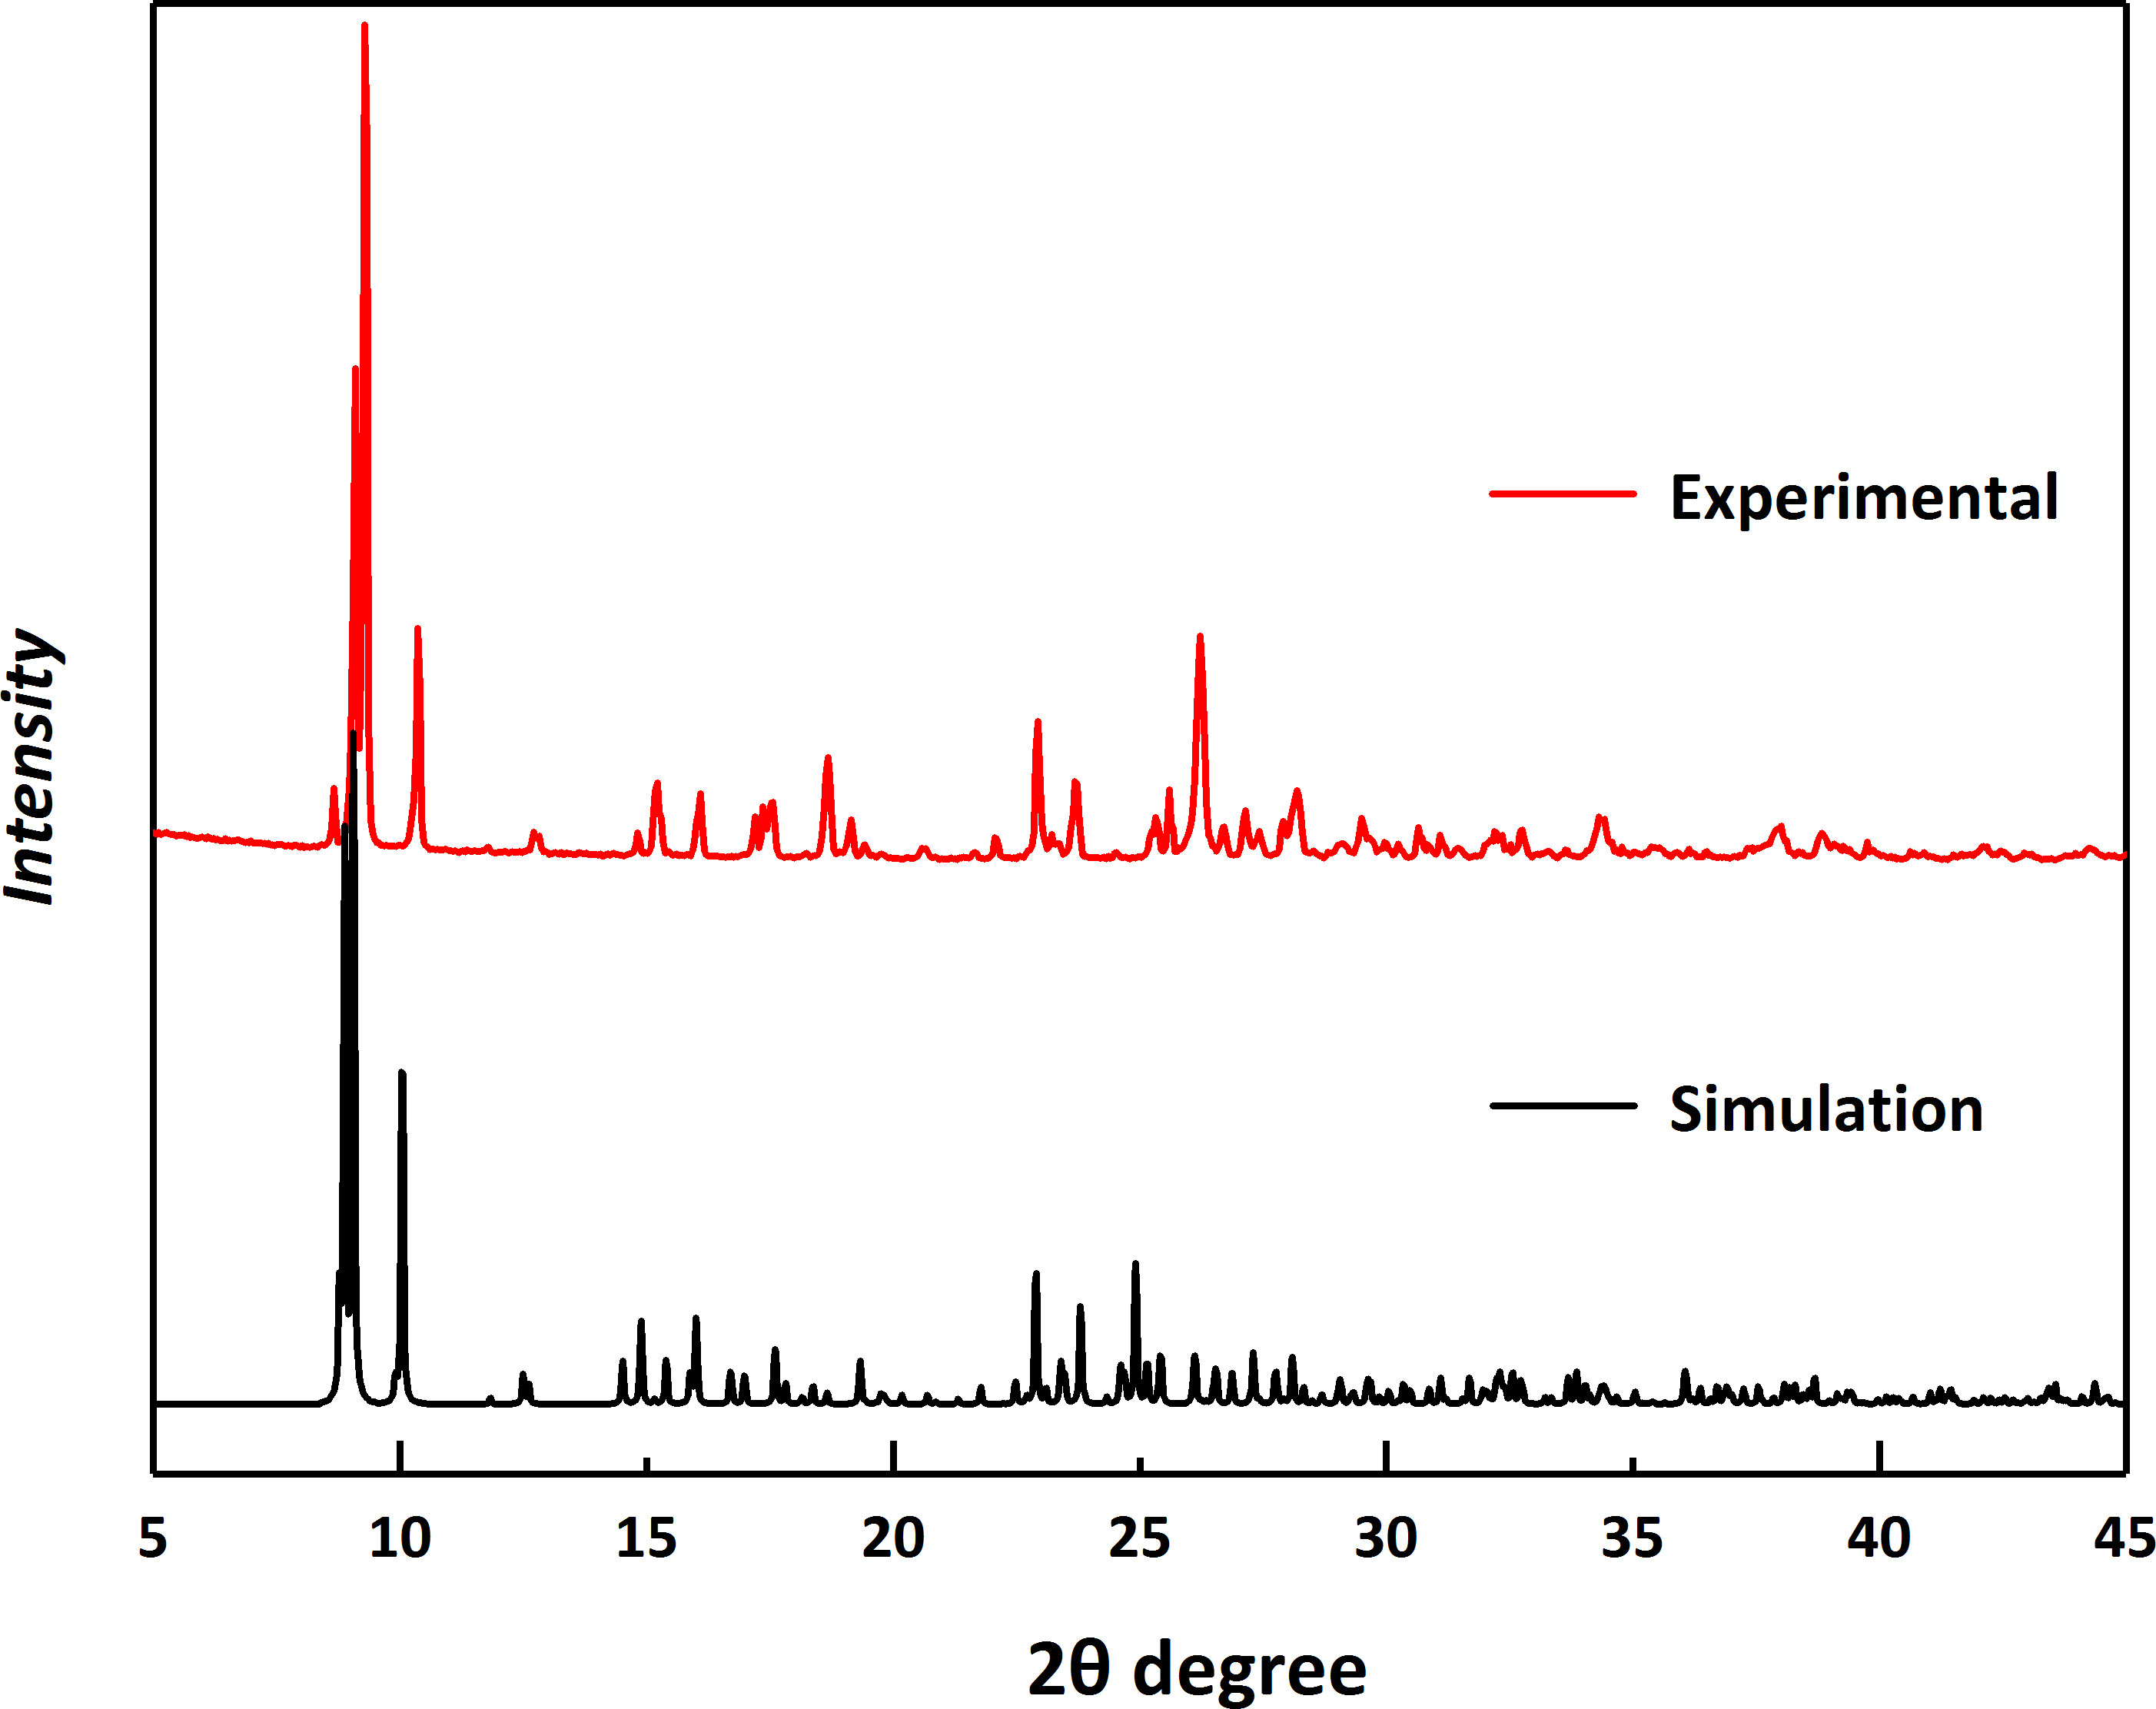 Intensity
Experimental
Simulation
5 10 15 20 25 30 35 40 45
2θ degree